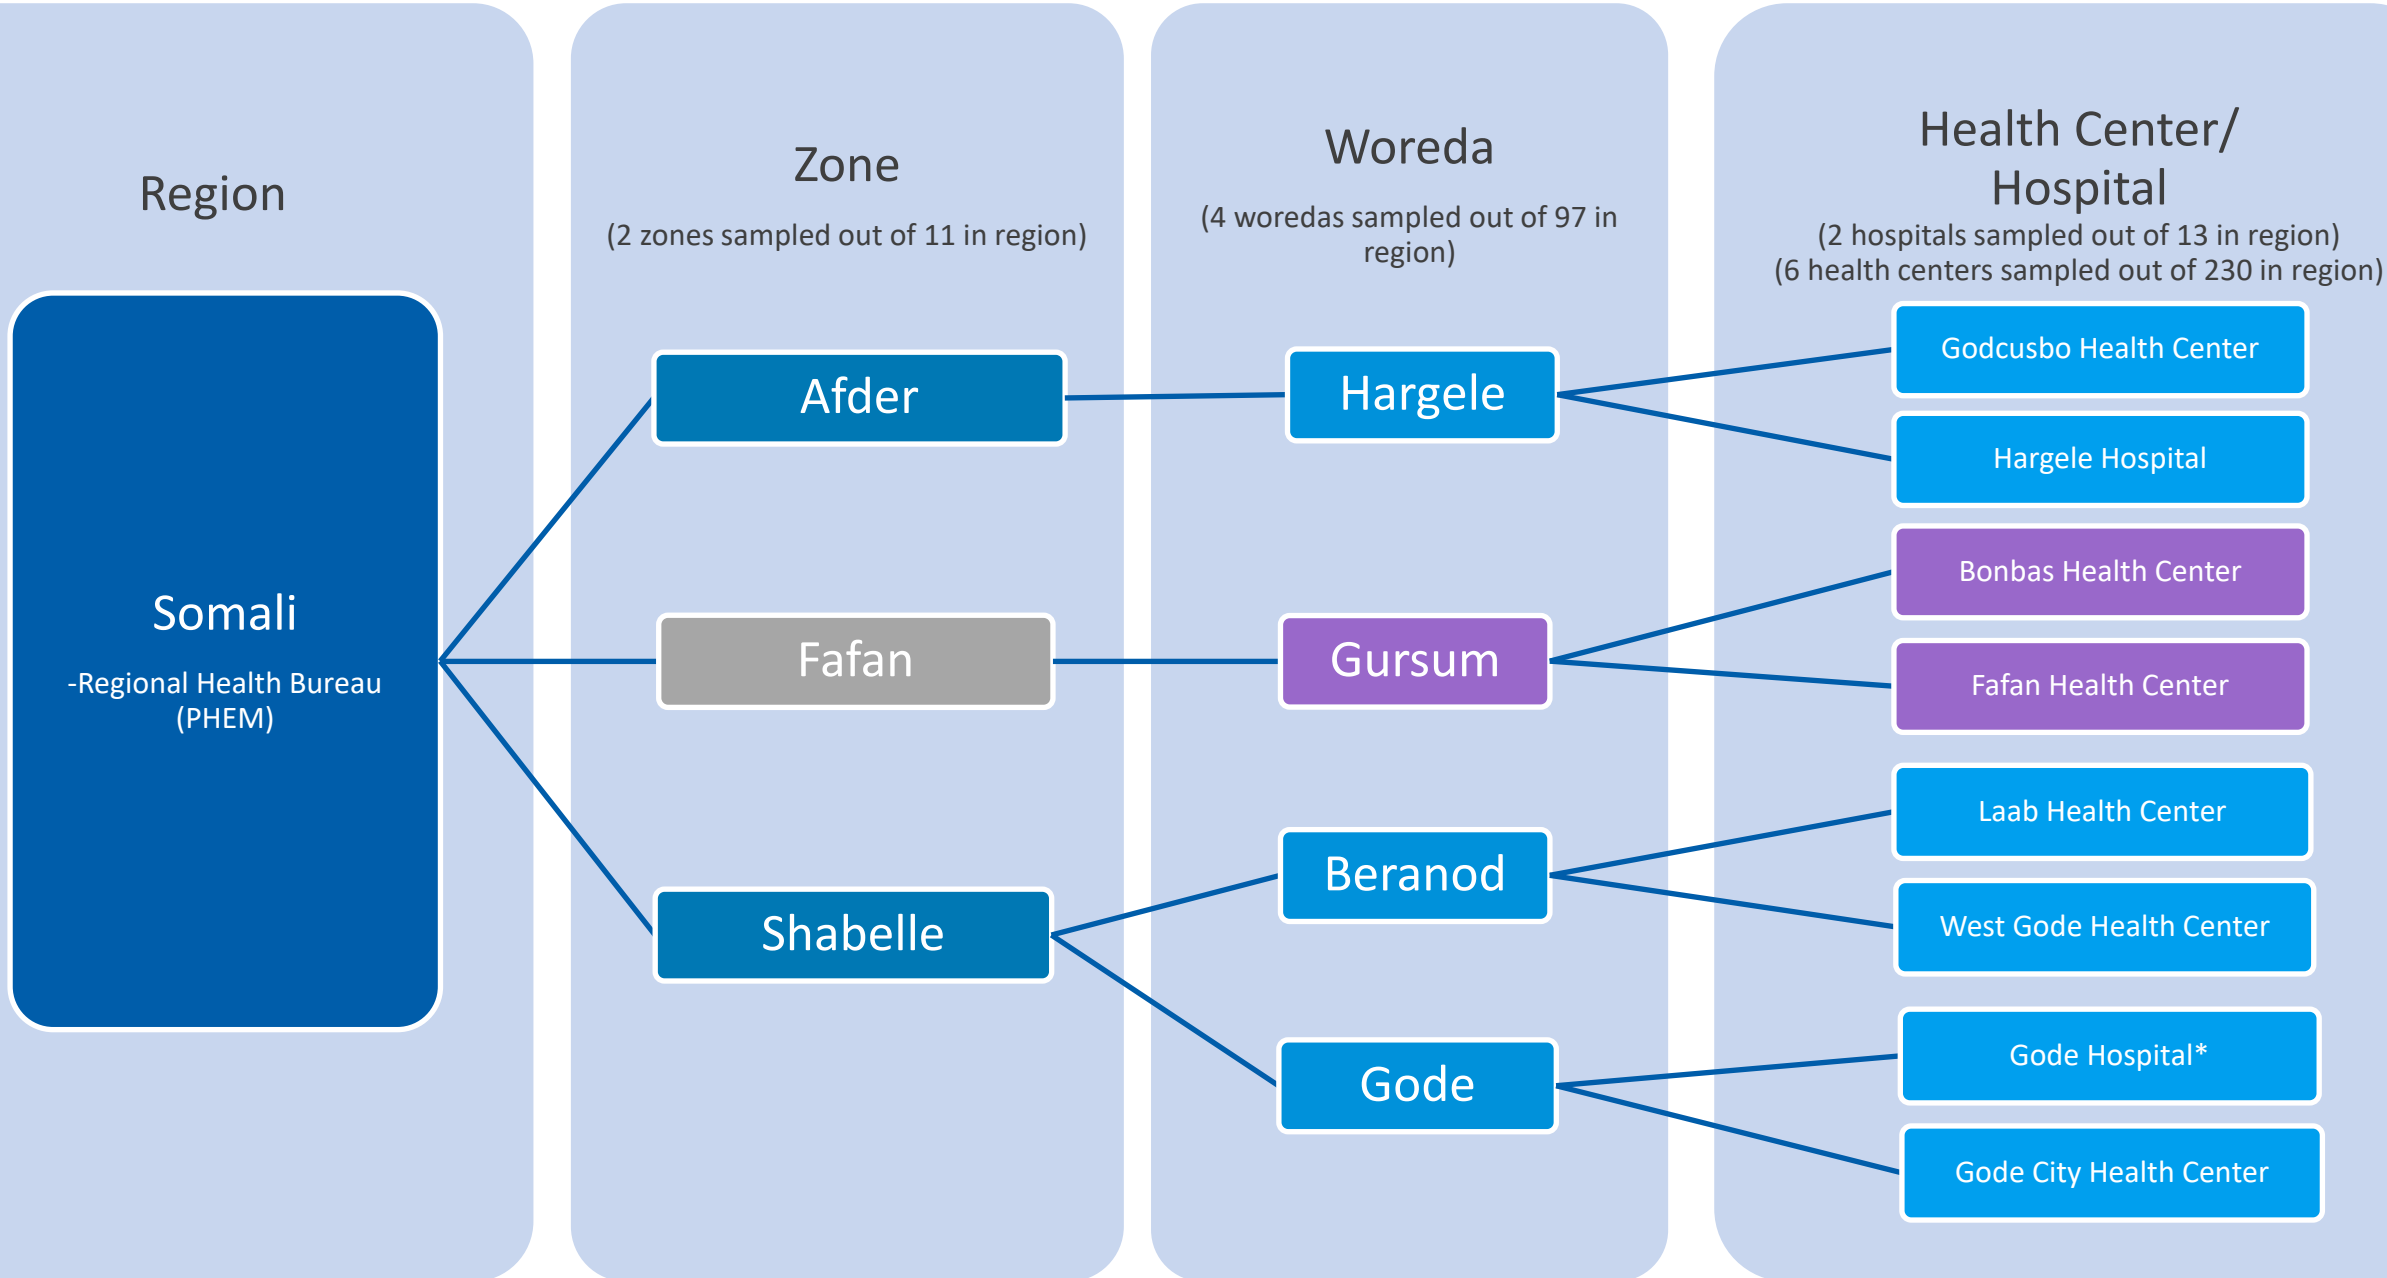 Region
Somali
-Regional Health Bureau
(PHEM)
Zone
(2 zones sampled out of 11 in region)
Afder
Fafan
Shabelle
Woreda
(4 woredas sampled out of 97 in
region)
Hargele
Gursum
Beranod
Gode
Health Center/
Hospital
(2 hospitals sampled out of 13 in region)
(6 health centers sampled out of 230 in region)
Godcusbo Health Center
Hargele Hospital
Bonbas Health Center
Fafan Health Center
Laab Health Center
West Gode Health Center
Gode Hospital*
Gode City Health Center